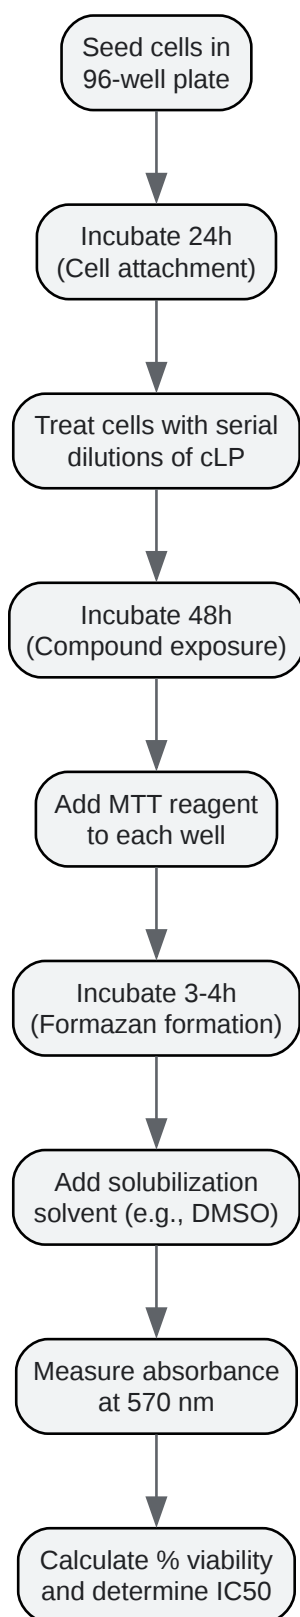 Seed cells in
96-well plate
Incubate 24h
(Cell attachment)
Treat cells with serial
dilutions of cLP
Incubate 48h
(Compound exposure)
Add MTT reagent
to each well
Incubate 3-4h
(Formazan formation)
Add solubilization
solvent (e.g., DMSO)
Measure absorbance
at 570 nm
Calculate % viability
and determine IC50